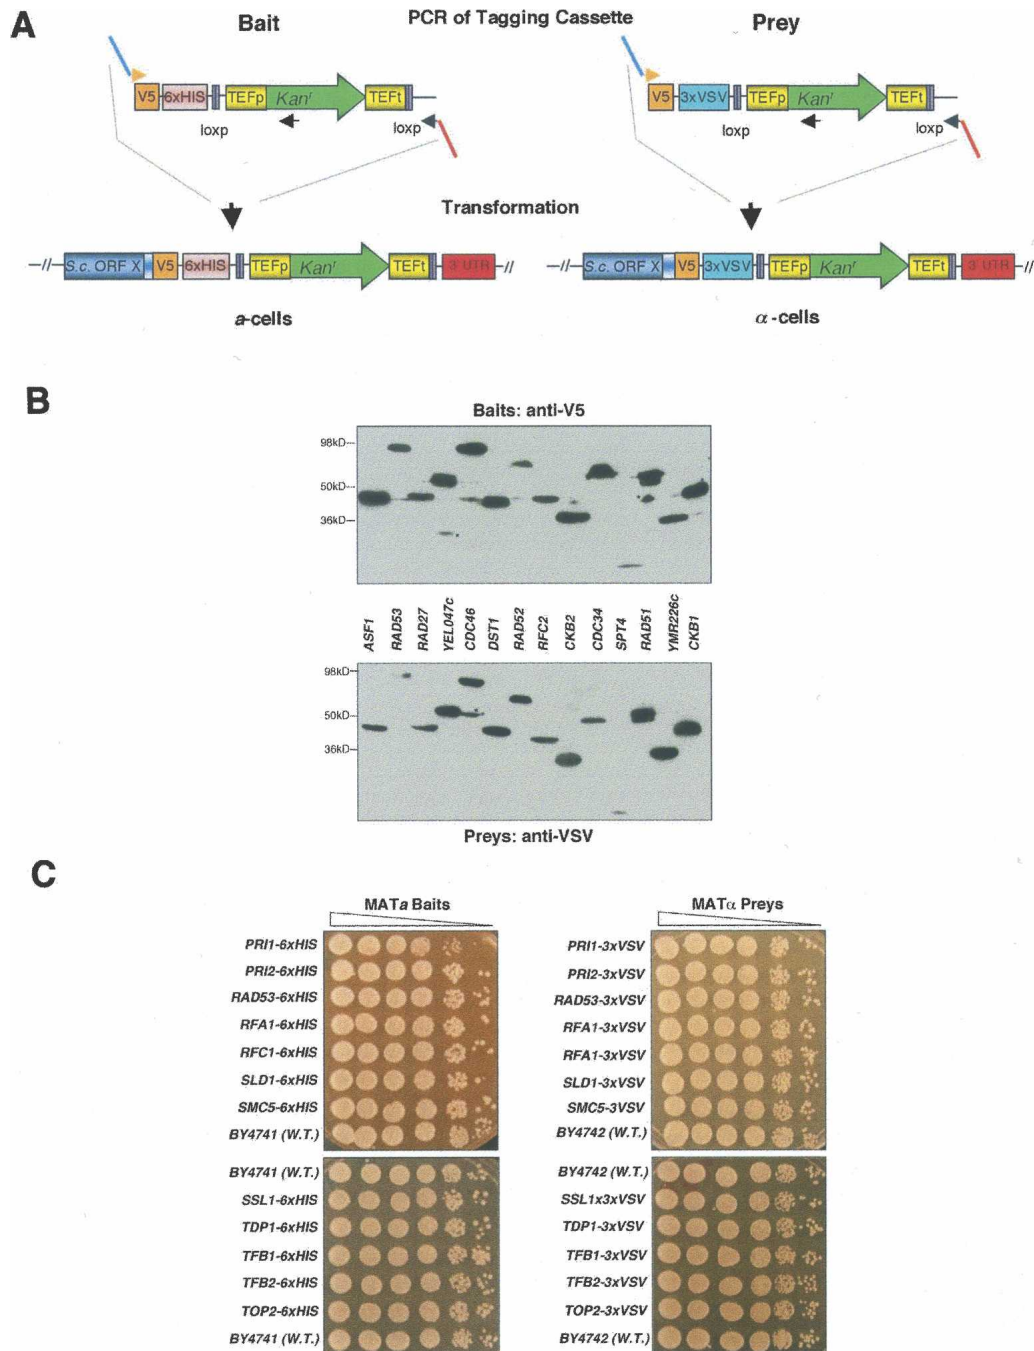 A
PCR of Tagging Cassette
Bait
Prey
V5 6xHIS TEFp Kanʳ TEFt
loxp loxp
V5 3xVSV TEFp Kanʳ TEFt
loxp loxp
Transformation
S.c. ORF X V5 6xHIS TEFp Kanʳ TEFt 3' UTR
S.c. ORF X V5 3xVSV TEFp Kanʳ TEFt 3' UTR
a-cells
α -cells
B
Baits: anti-V5
98kD
50kD
36kD
ASF1
RAD53
RAD27
YEL047c
CDC46
DST1
RAD52
RFC2
CKB2
CDC34
SPT4
RAD51
YMR226c
CKB1
98kD
50kD
36kD
Preys: anti-VSV
C
MATa Baits
PRI1-6xHIS
PRI2-6xHIS
RAD53-6xHIS
RFA1-6xHIS
RFC1-6xHIS
SLD1-6xHIS
SMC5-6xHIS
BY4741 (W.T.)
BY4741 (W.T.)
SSL1-6xHIS
TDP1-6xHIS
TFB1-6xHIS
TFB2-6xHIS
TOP2-6xHIS
BY4741 (W.T.)
MATα Preys
PRI1-3xVSV
PRI2-3xVSV
RAD53-3xVSV
RFA1-3xVSV
RFA1-3xVSV
SLD1-3xVSV
SMC5-3VSV
BY4742 (W.T.)
BY4742 (W.T.)
SSL1x3xVSV
TDP1-3xVSV
TFB1-3xVSV
TFB2-3xVSV
TOP2-3xVSV
BY4742 (W.T.)